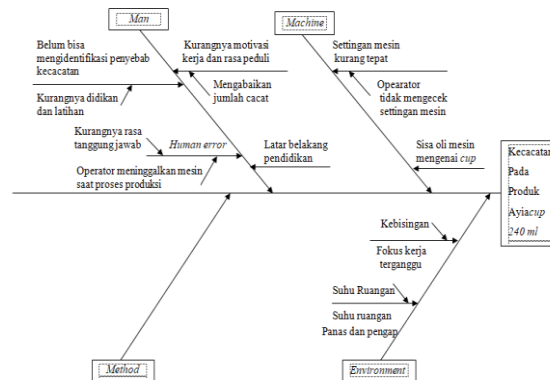 Man
Machine
Belum bisa
mengidentifikasi penyebab
kecacatan
Kurangnya motivasi
kerja dan rasa peduli
Settingan mesin
kurang tepat
Kurangnya didikan
dan latihan
Mengabaikan
jumlah cacat
Opearator
tidak mengecek
settingan mesin
Kurangnya rasa
tanggung jawab
Human error
Latar belakang
pendidikan
Operator meninggalkan mesin
saat proses produksi
Sisa oli mesin
mengenai cup
Kecacatan
Pada
Produk
Ayiacup
240 ml
Kebisingan
Fokus kerja
terganggu
Suhu Ruangan
Suhu ruangan
Panas dan pengap
Method
Environment